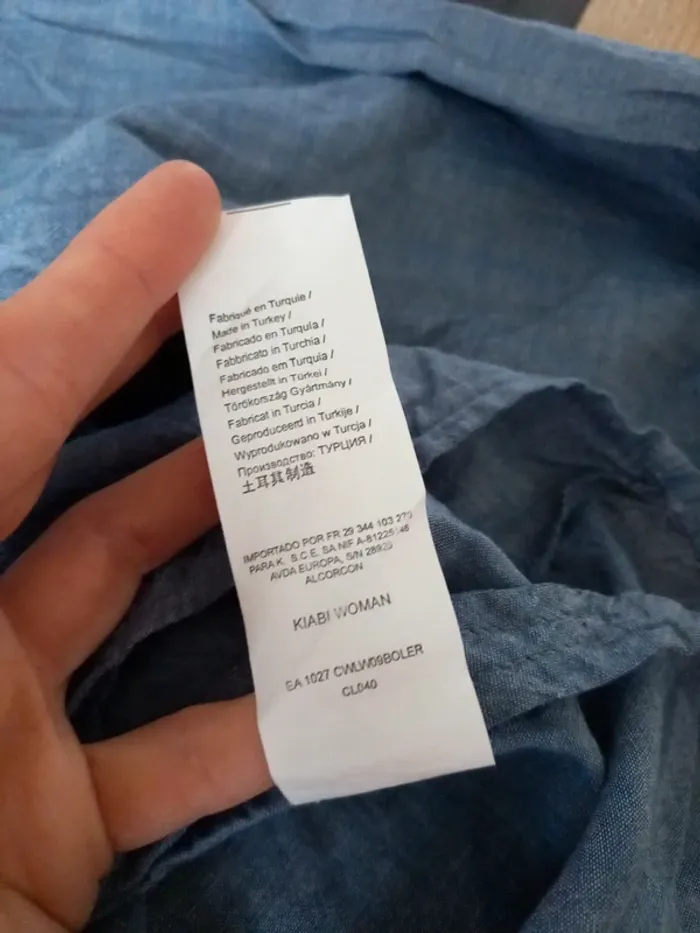 Fabriqué en Turquie /
Made in Turkey /
Fabricado en Turquía /
Fabbricato in Turchia /
Fabricado em Turquia /
Hergestellt in Türkei /
Törökország Gyártmány /
Fabricat in Turcia /
Geproduceerd in Turkije /
Wyprodukowano w Turcja /
Производство: ТУРЦИЯ /
土耳其制造
IMPORTADO POR FR 29 344 103 270
PARA K. S.C.E. SA NIF
AVDA EUROPA, S/N
ALCORCON
KIABI WOMAN
EA 1027 CWLW09BOLER
CL040